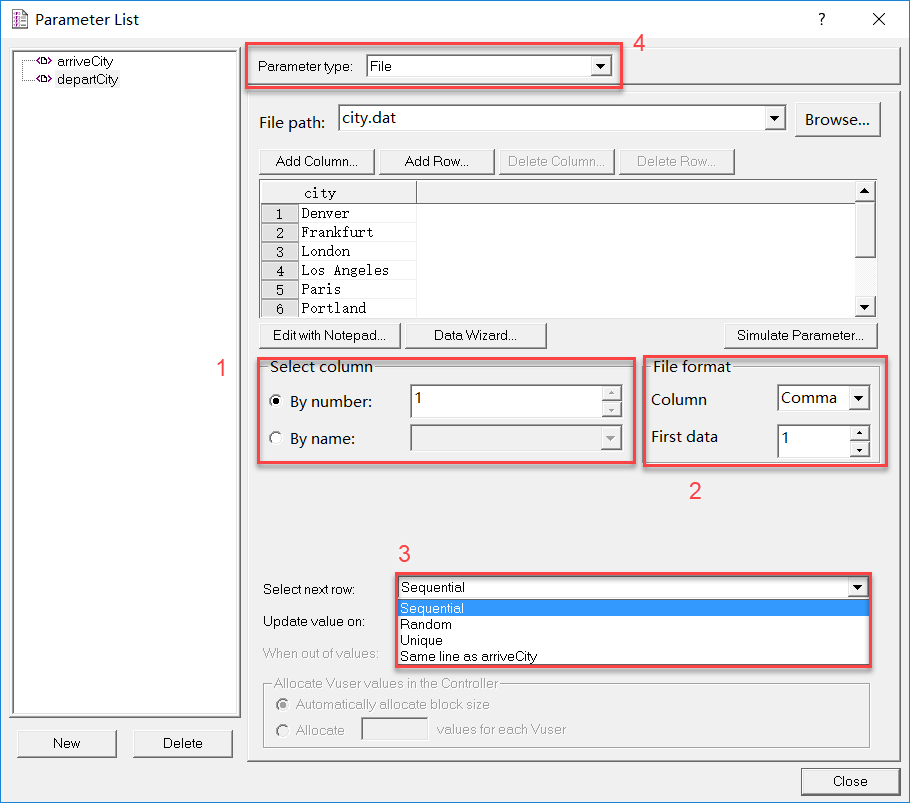 Parameter List
?
arriveCity
departCity
4
Parameter type:
File
File path:
city.dat
Browse...
Add Column...
Add Row...
Delete Column...
Delete Row...
city
1 Denver
2 Frankfurt
3 London
4 Los Angeles
5 Paris
6 Portland
Edit with Notepad...
Data Wizard...
Simulate Parameter...
1
Select column
By number:
1
By name:
File format
Column
Comma
First data
1
2
3
Select next row:
Sequential
Sequential
Update value on:
Random
Unique
When out of values:
Same line as arriveCity
Allocate Vuser values in the Controller
Automatically allocate block size
Allocate
values for each Vuser
New
Delete
Close